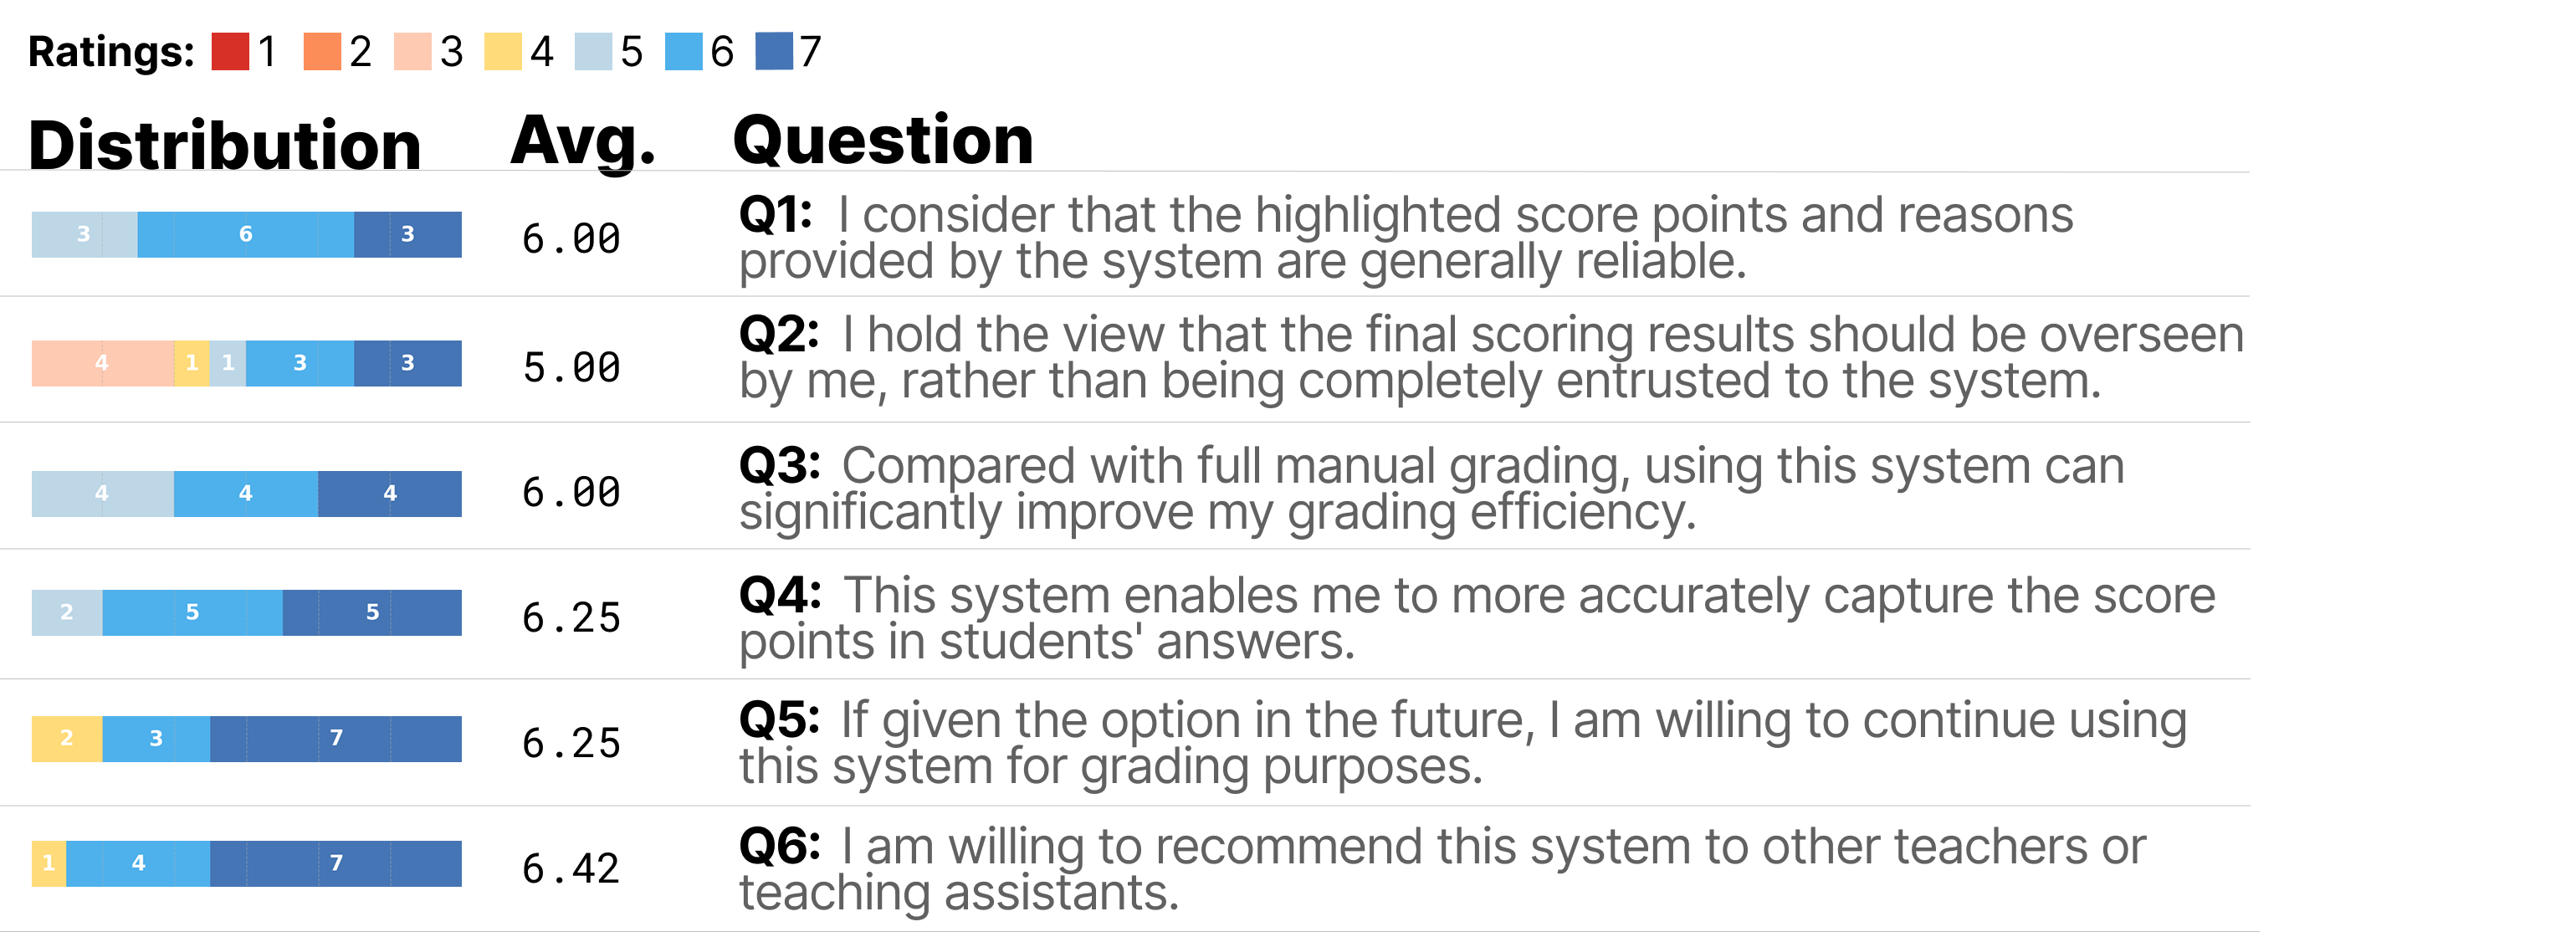 Ratings: 1 2 3 4 5 6 7
Distribution Avg. Question
3 6 3 6.00 Q1: I consider that the highlighted score points and reasons
provided by the system are generally reliable.
4 1 1 3 3 5.00 Q2: I hold the view that the final scoring results should be overseen
by me, rather than being completely entrusted to the system.
4 4 4 6.00 Q3: Compared with full manual grading, using this system can
significantly improve my grading efficiency.
2 5 5 6.25 Q4: This system enables me to more accurately capture the score
points in students' answers.
2 3 7 6.25 Q5: If given the option in the future, I am willing to continue using
this system for grading purposes.
1 4 7 6.42 Q6: I am willing to recommend this system to other teachers or
teaching assistants.